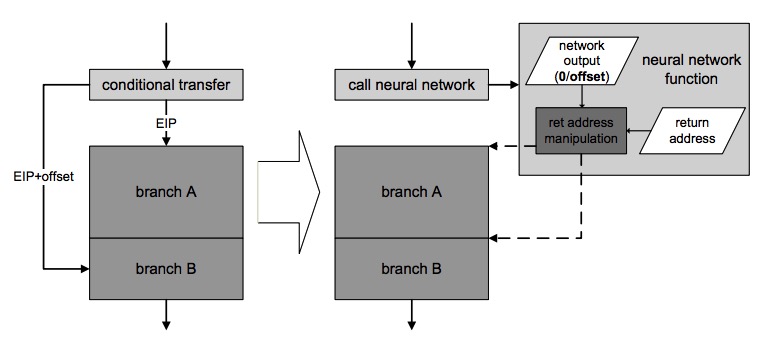 conditional transfer
EIP
EIP+offset
branch A
branch B
call neural network
branch A
branch B
network
output
(0/offset)
neural network
function
ret address
manipulation
return
address